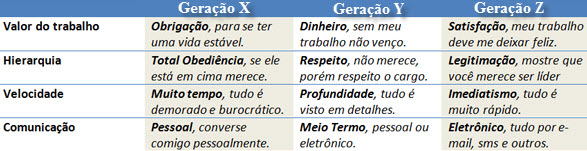 Geração X Geração Y Geração Z
Valor do trabalho Obrigação, para se ter Dinheiro, sem meu Satisfação, meu trabalho
uma vida estável. trabalho não venço. deve me deixar feliz.
Hierarquia Total Obediência, se ele Respeito, não merece, Legitimação, mostre que
está em cima merece. porém respeito o cargo. você merece ser líder
Velocidade Muito tempo, tudo é Profundidade, tudo é Imediatismo, tudo é
demorado e burocrático. visto em detalhes. muito rápido.
Comunicação Pessoal, converse Meio Termo, pessoal ou Eletrônico, tudo por e-
comigo pessoalmente. eletrônico. mail, sms e outros.